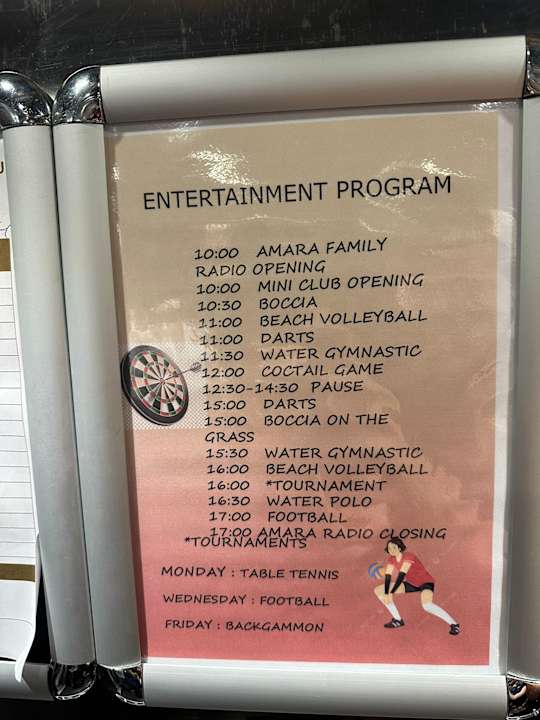 ENTERTAINMENT PROGRAM
10:00 AMARA FAMILY
RADIO OPENING
10:00 MINI CLUB OPENING
10:30 BOCCIA
11:00 BEACH VOLLEYBALL
11:00 DARTS
11:30 WATER GYMNASTIC
12:00 COCTAIL GAME
12:30-14:30 PAUSE
15:00 DARTS
15:00 BOCCIA ON THE
GRASS
15:30 WATER GYMNASTIC
16:00 BEACH VOLLEYBALL
16:00 *TOURNAMENT
16:30 WATER POLO
17:00 FOOTBALL
17:00 AMARA RADIO CLOSING
*TOURNAMENTS
MONDAY : TABLE TENNIS
WEDNESDAY : FOOTBALL
FRIDAY : BACKGAMMON